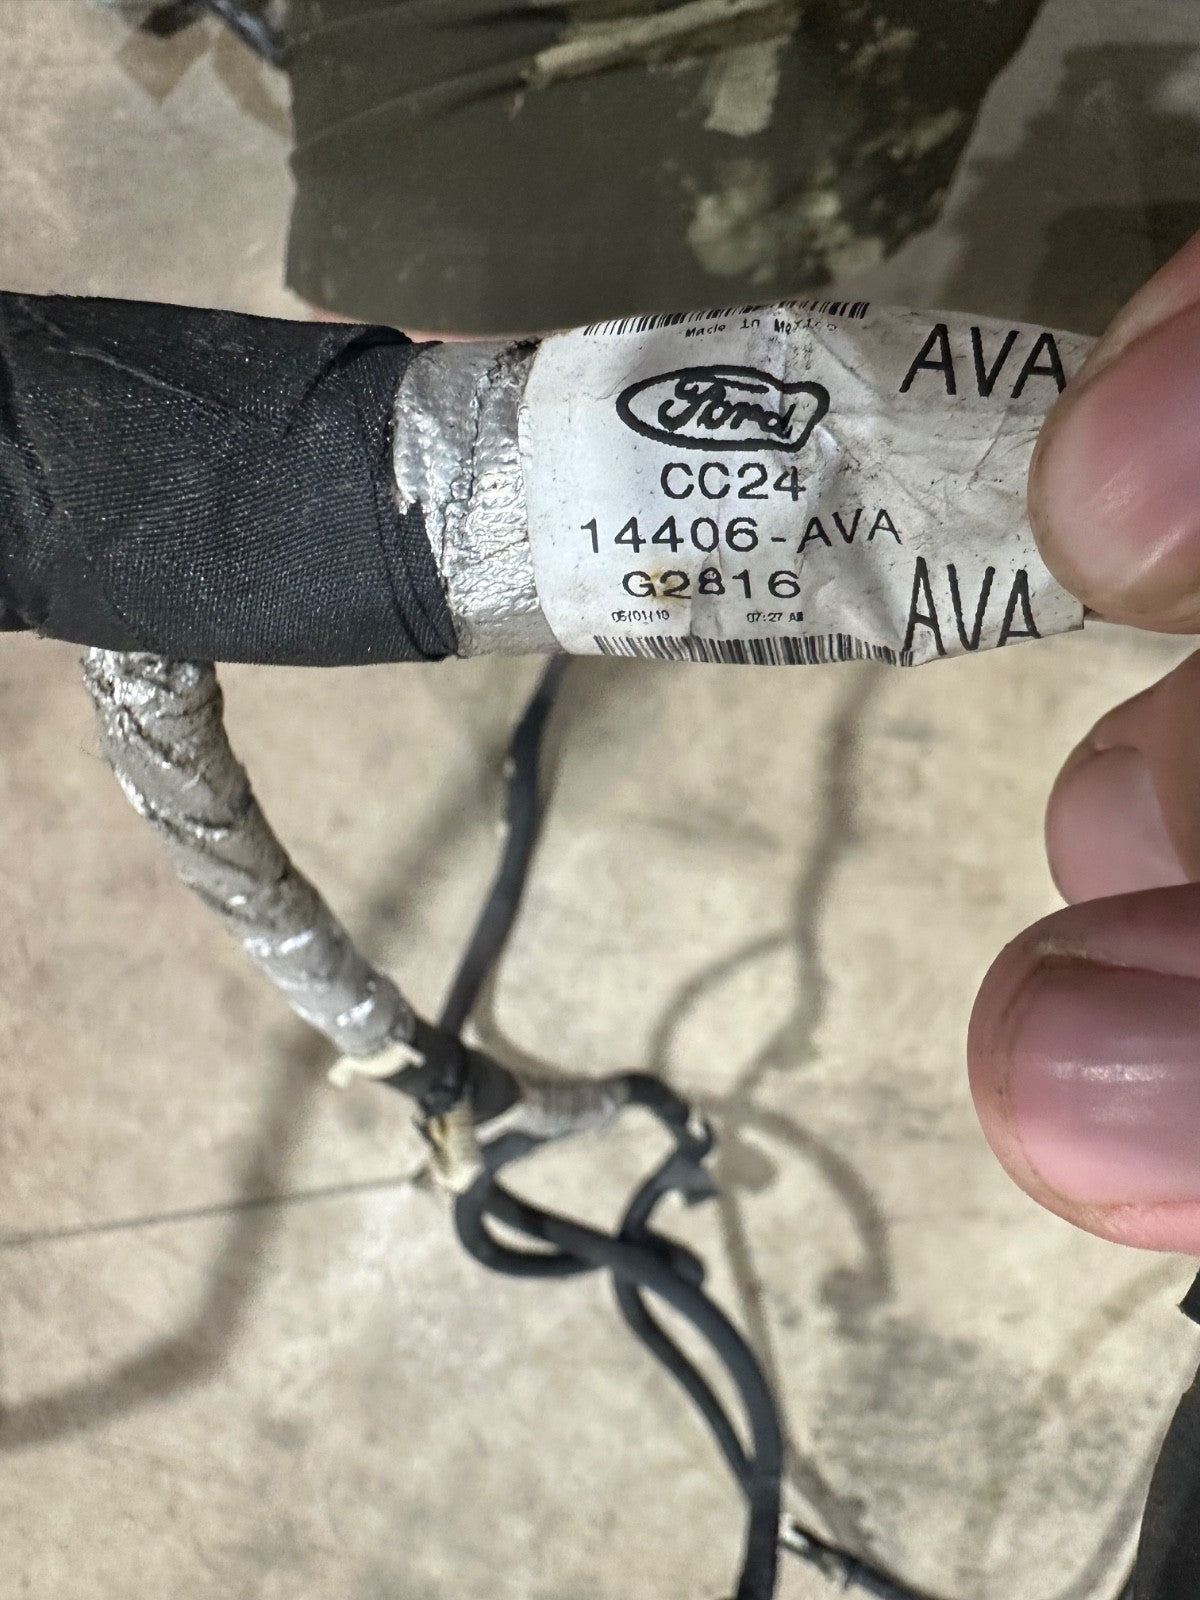 Made in Mexico
AVA
Ford
CC24
14406-AVA
G2816
AVA
05/01/10 07:27 AM